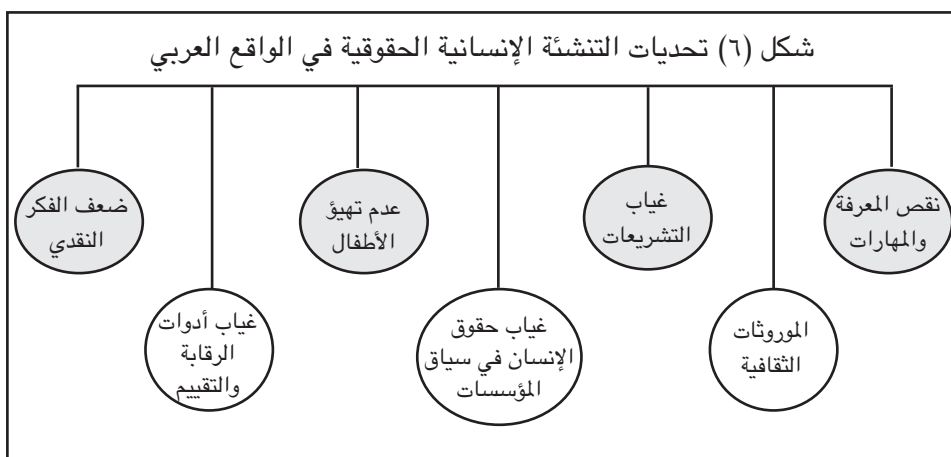 شكل (٦) تحديات التنشئة الإنسانية الحقوقية في الواقع العربي
نقص المعرفة
والمهارات
الموروثات
الثقافية
غياب
التشريعات
غياب حقوق
الإنسان في سياق
المؤسسات
عدم تهيؤ
الأطفال
غياب أدوات
الرقابة
والتقييم
ضعف الفكر
النقدي